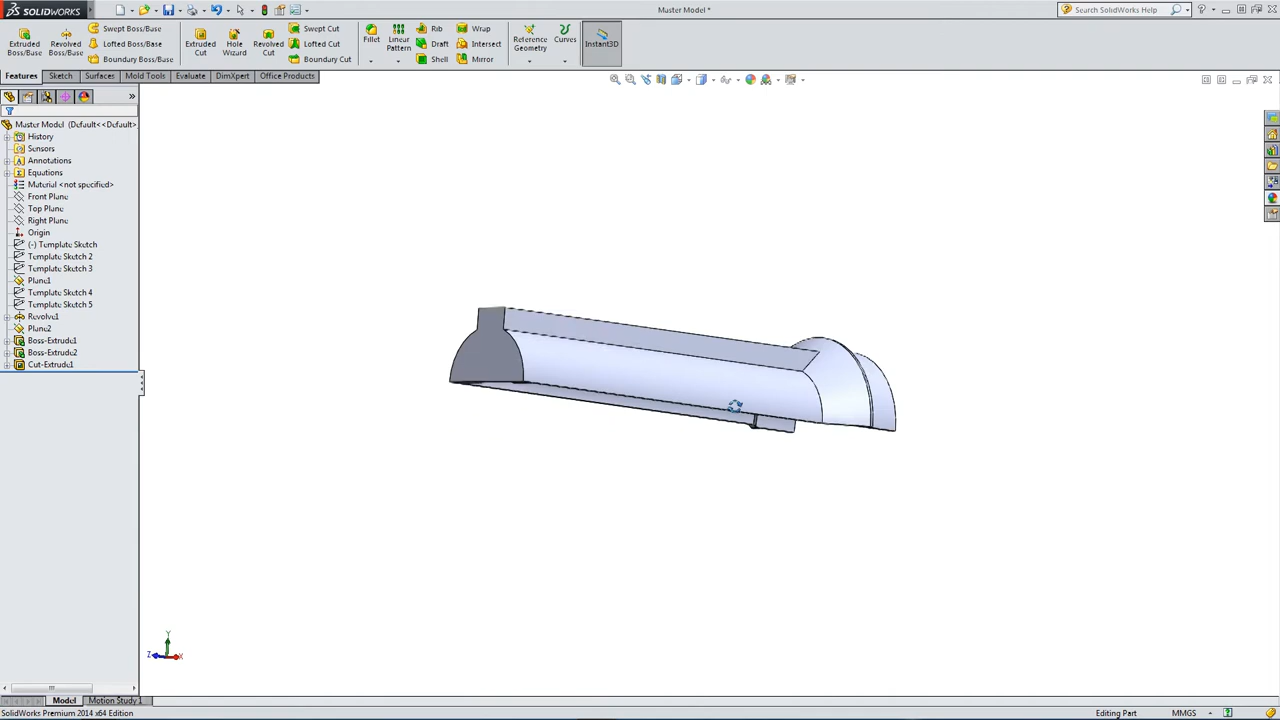 SOLIDWORKS
Master Model *
Search SolidWorks Help
Extruded Boss/Base
Revolved Boss/Base
Swept Boss/Base
Lofted Boss/Base
Boundary Boss/Base
Extruded Cut
Hole Wizard
Revolved Cut
Swept Cut
Lofted Cut
Boundary Cut
Fillet
Linear Pattern
Rib
Draft
Shell
Wrap
Intersect
Mirror
Reference Geometry
Curves
Instant3D
Features Sketch Surfaces Mold Tools Evaluate DimXpert Office Products
Master Model (Default<<Default>
History
Sensors
Annotations
Equations
Material <not specified>
Front Plane
Top Plane
Right Plane
Origin
(-) Template Sketch
Template Sketch 2
Template Sketch 3
Plane1
Template Sketch 4
Template Sketch 5
Revolve1
Plane2
Boss-Extrude1
Boss-Extrude2
Cut-Extrude1
Y
Z X
Model Motion Study 1
SolidWorks Premium 2014 x64 Edition
Editing Part MMGS